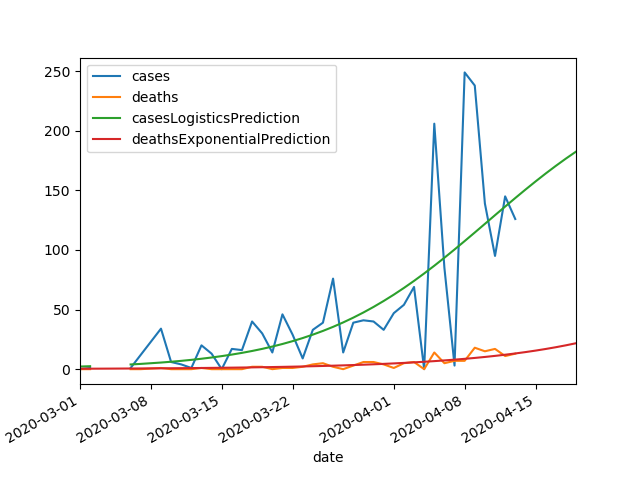 250
200
150
100
50
0
cases
deaths
casesLogisticsPrediction
deathsExponentialPrediction
2020-03-01
2020-03-08
2020-03-15
2020-03-22
2020-04-01
2020-04-08
2020-04-15
date